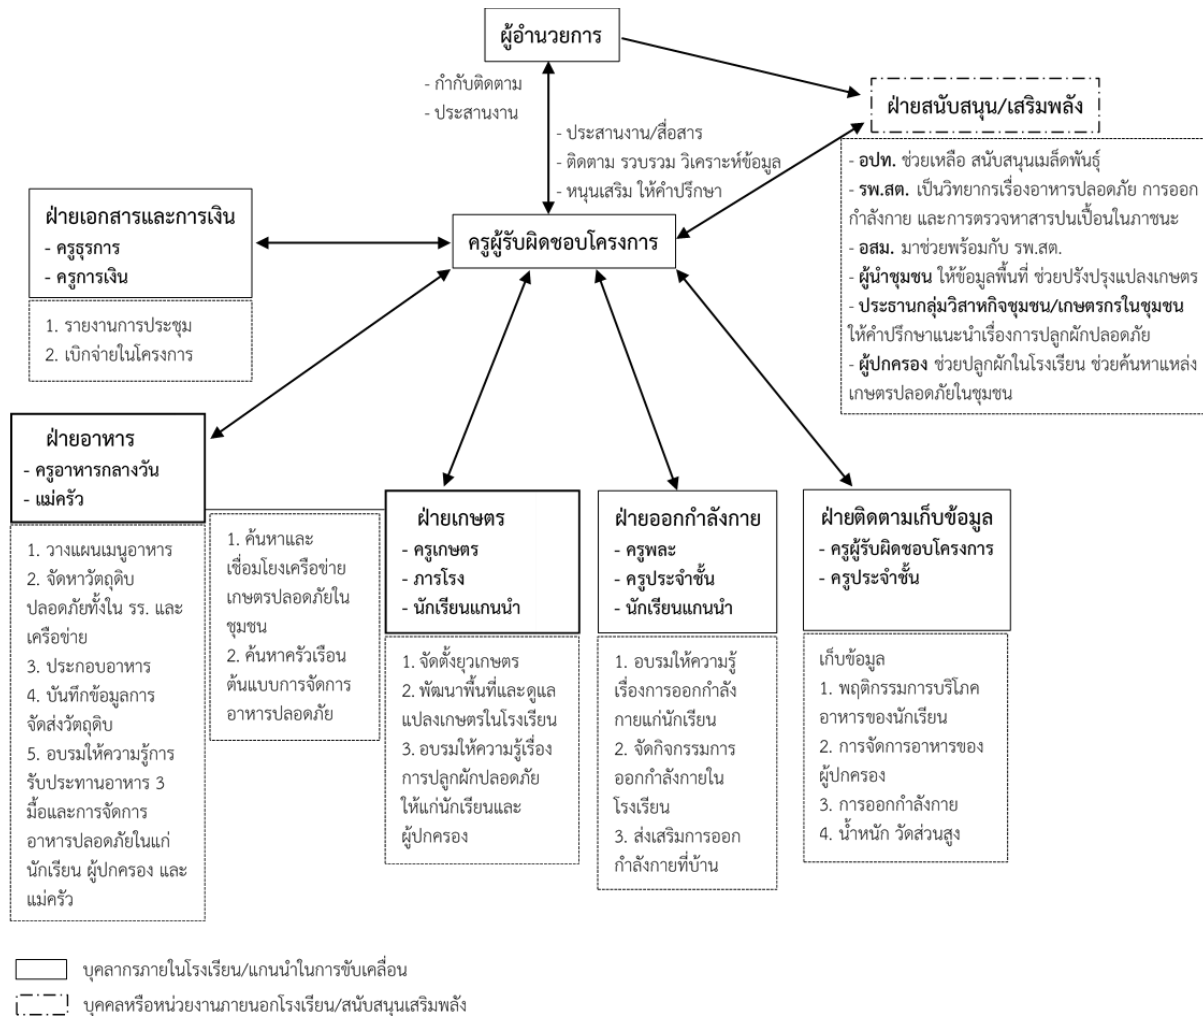 ผู้อำนวยการ
- กำกับติดตาม
- ประสานงาน
ฝ่ายสนับสนุน/เสริมพลัง
- ประสานงาน/สื่อสาร
- ติดตาม รวบรวม วิเคราะห์ข้อมูล
- หนุนเสริม ให้คำปรึกษา
- อปท. ช่วยเหลือ สนับสนุนเมล็ดพันธุ์
- รพ.สต. เป็นวิทยากรเรื่องอาหารปลอดภัย การออก
กำลังกาย และการตรวจหาสารปนเปื้อนในภาชนะ
- อสม. มาช่วยพร้อมกับ รพ.สต.
- ผู้นำชุมชน ให้ข้อมูลพื้นที่ ช่วยปรังปรุงแปลงเกษตร
- ประธานกลุ่มวิสาหกิจชุมชน/เกษตรกรในชุมชน
ให้คำปรึกษาแนะนำเรื่องการปลูกผักปลอดภัย
- ผู้ปกครอง ช่วยปลูกผักในโรงเรียน ช่วยค้นหาแหล่ง
เกษตรปลอดภัยในชุมชน
ฝ่ายเอกสารและการเงิน
- ครูธุรการ
- ครูการเงิน
1. รายงานการประชุม
2. เบิกจ่ายในโครงการ
ครูผู้รับผิดชอบโครงการ
ฝ่ายอาหาร
- ครูอาหารกลางวัน
- แม่ครัว
1. วางแผนเมนูอาหาร
2. จัดหาวัตถุดิบ
ปลอดภัยทั้งใน รร. และ
เครือข่าย
3. ประกอบอาหาร
4. บันทึกข้อมูลการ
จัดส่งวัตถุดิบ
5. อบรมให้ความรู้การ
รับประทานอาหาร 3
มื้อและการจัดการ
อาหารปลอดภัยในแก่
นักเรียน ผู้ปกครอง และ
แม่ครัว
1. ค้นหาและ
เชื่อมโยงเครือข่าย
เกษตรปลอดภัยใน
ชุมชน
2. ค้นหาครัวเรือน
ต้นแบบการจัดการ
อาหารปลอดภัย
ฝ่ายเกษตร
- ครูเกษตร
- ภารโรง
- นักเรียนแกนนำ
1. จัดตั้งยุวเกษตร
2. พัฒนาพื้นที่และดูแล
แปลงเกษตรในโรงเรียน
3. อบรมให้ความรู้เรื่อง
การปลูกผักปลอดภัย
ให้แก่นักเรียนและ
ผู้ปกครอง
ฝ่ายออกกำลังกาย
- ครูพละ
- ครูประจำชั้น
- นักเรียนแกนนำ
1. อบรมให้ความรู้
เรื่องการออกกำลัง
กายแก่นักเรียน
2. จัดกิจกรรมการ
ออกกำลังกายใน
โรงเรียน
3. ส่งเสริมการออก
กำลังกายที่บ้าน
ฝ่ายติดตามเก็บข้อมูล
- ครูผู้รับผิดชอบโครงการ
- ครูประจำชั้น
เก็บข้อมูล
1. พฤติกรรมการบริโภค
อาหารของนักเรียน
2. การจัดการอาหารของ
ผู้ปกครอง
3. การออกกำลังกาย
4. น้ำหนัก วัดส่วนสูง
บุคลากรภายในโรงเรียน/แกนนำในการขับเคลื่อน
บุคคลหรือหน่วยงานภายนอกโรงเรียน/สนับสนุนเสริมพลัง